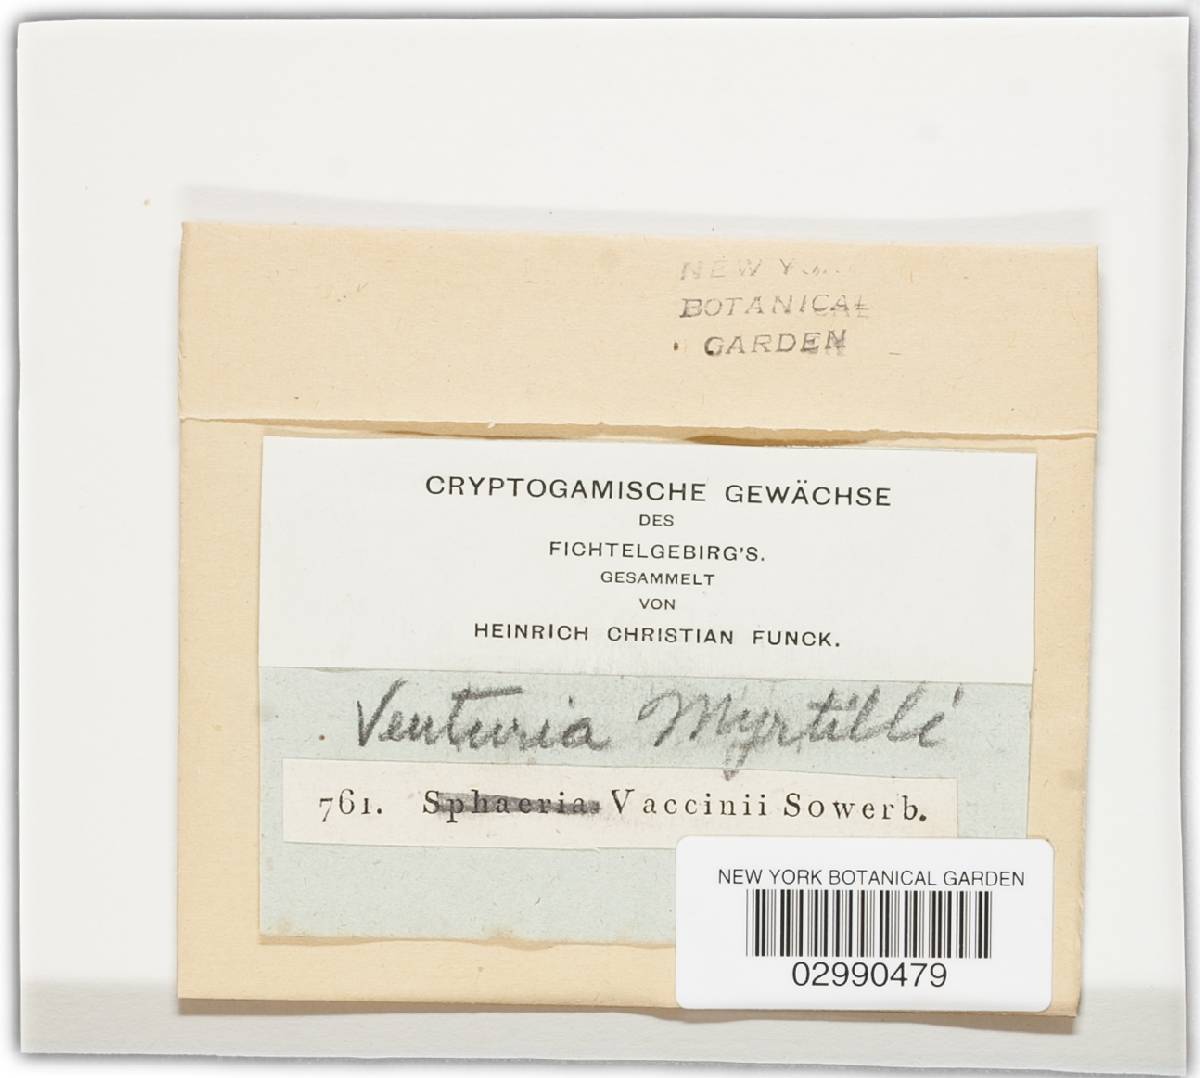 NEW Y
BOTANICAL
GARDEN
CRYPTOGAMISCHE GEWÄCHSE
DES
FICHTELGEBIRG'S.
GESAMMELT
VON
HEINRICH CHRISTIAN FUNCK.
Venturia Myrtilli
761. Sphaeria Vaccinii Sowerb.
NEW YORK BOTANICAL GARDEN
02990479